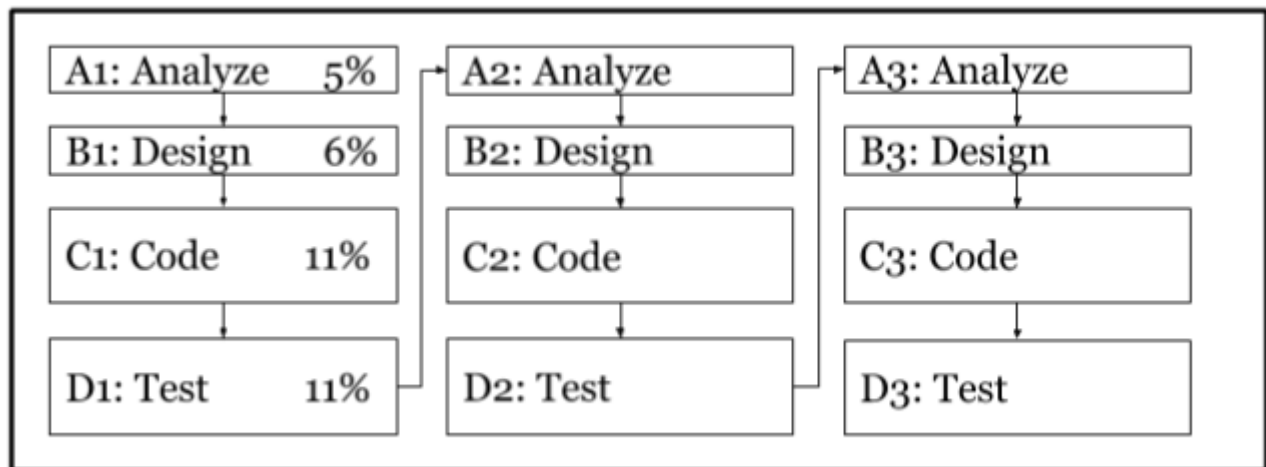 A1: Analyze 5%
B1: Design 6%
C1: Code 11%
D1: Test 11%
A2: Analyze
B2: Design
C2: Code
D2: Test
A3: Analyze
B3: Design
C3: Code
D3: Test